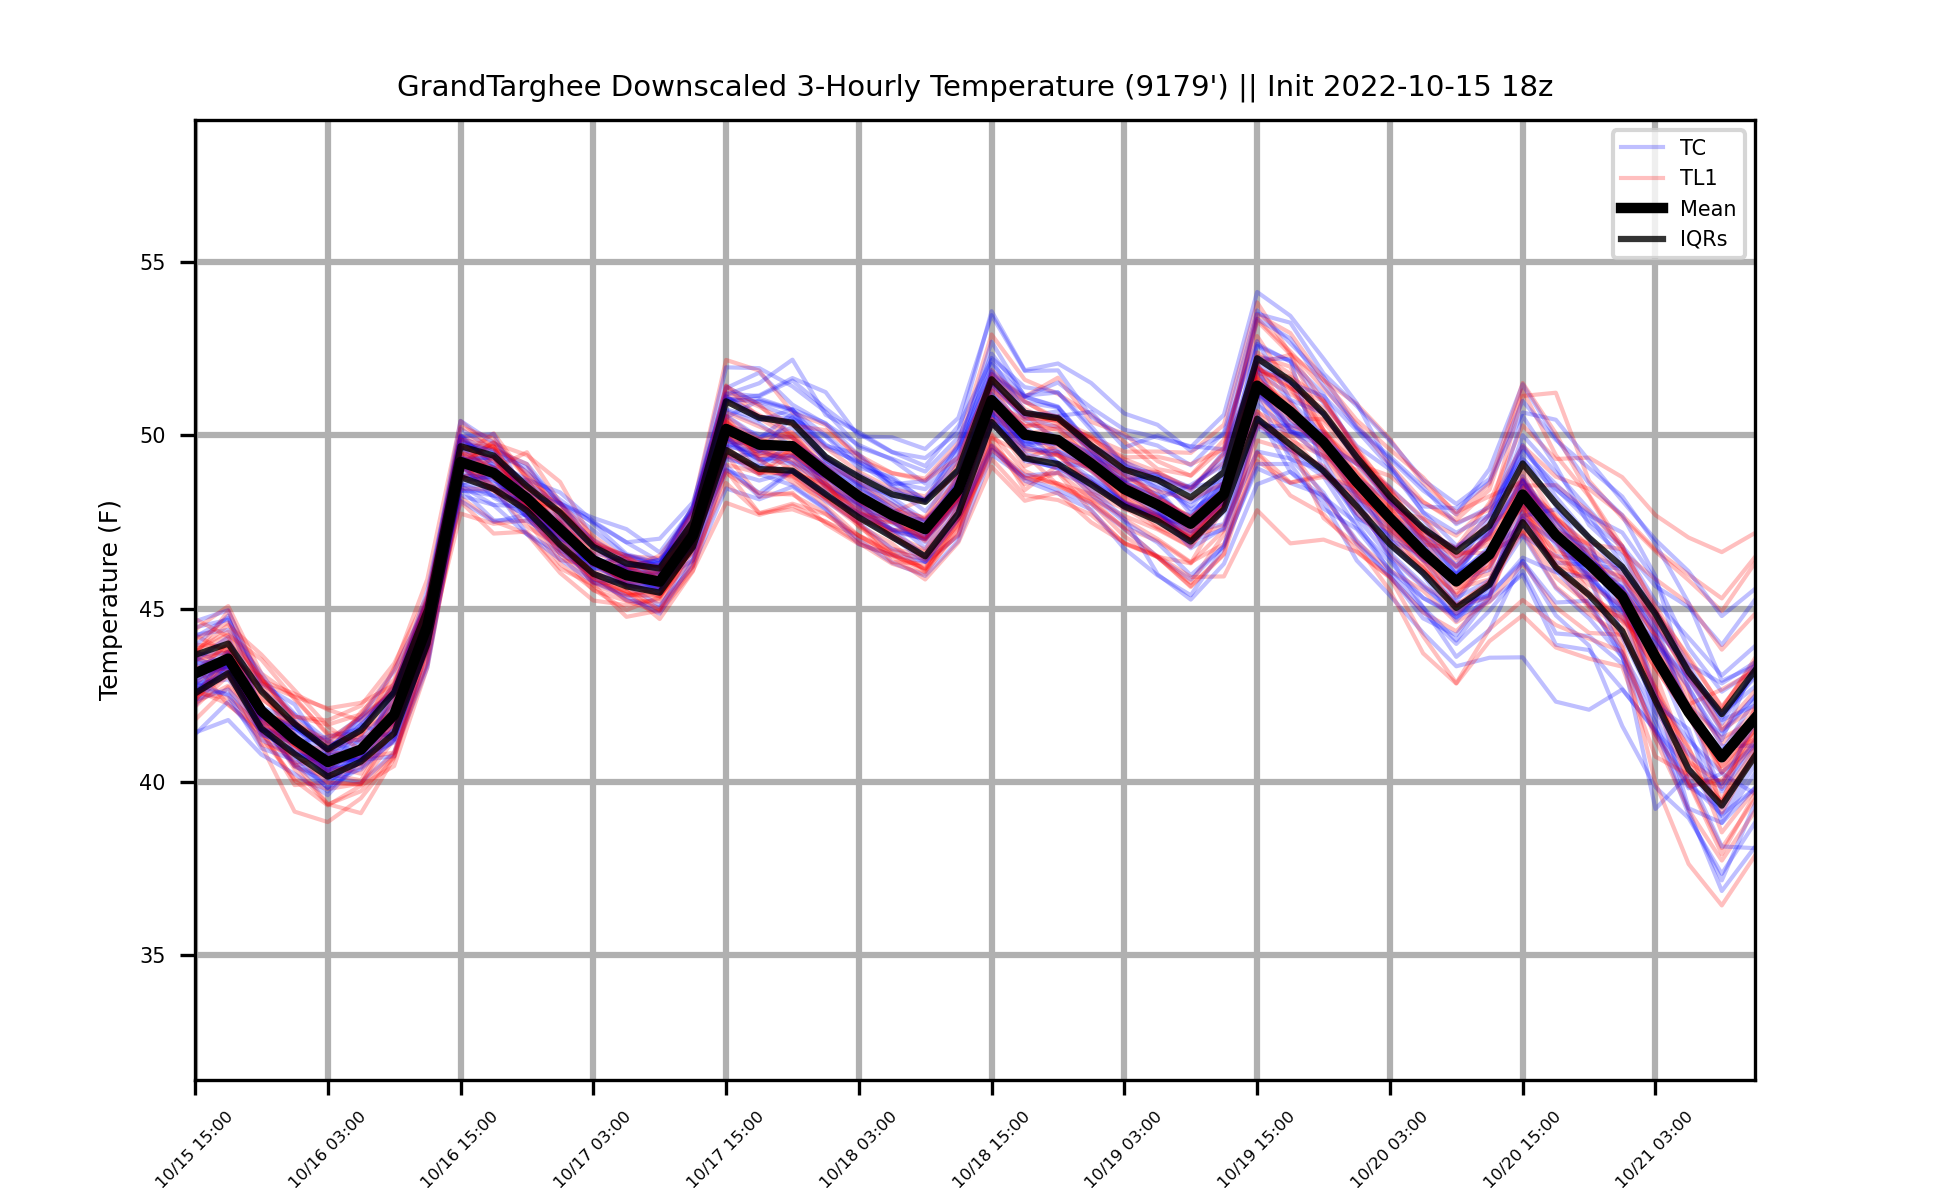 GrandTarghee Downscaled 3-Hourly Temperature (9179') || Init 2022-10-15 18z
TC
TL1
Mean
IQRs
Temperature (F)
55
50
45
40
35
10/15 15:00
10/16 03:00
10/16 15:00
10/17 03:00
10/17 15:00
10/18 03:00
10/18 15:00
10/19 03:00
10/19 15:00
10/20 03:00
10/20 15:00
10/21 03:00